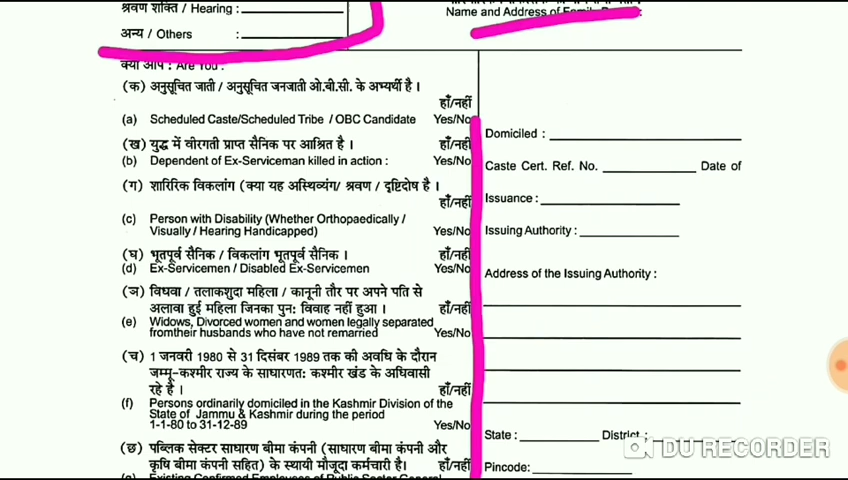 श्रवण शक्ति / Hearing :
अन्य / Others :
Name and Address of Family
क्या आप : Are You :
(क) अनुसूचित जाती / अनुसूचित जनजाती ओ.बी.सी. के अभ्यर्थी है ।
हाँ/नहीं
(a) Scheduled Caste/Scheduled Tribe / OBC Candidate Yes/No
(ख) युद्ध में वीरगती प्राप्त सैनिक पर आश्रित है । हाँ/नहीं
(b) Dependent of Ex-Serviceman killed in action : Yes/No
(ग) शारिरिक विकलांग (क्या यह अस्थिव्यंग/ श्रवण / दृष्टिदोष है ।
हाँ/नहीं
(c) Person with Disability (Whether Orthopaedically /
Visually / Hearing Handicapped) Yes/No
(घ) भूतपूर्व सैनिक / विकलांग भूतपूर्व सैनिक । हाँ/नहीं
(d) Ex-Servicemen / Disabled Ex-Servicemen Yes/No
(ञ) विधवा / तलाकशुदा महिला / कानूनी तौर पर अपने पति से
अलावा हुई महिला जिनका पुन: विवाह नहीं हुआ । हाँ/नहीं
(e) Widows, Divorced women and women legally separated
fromtheir husbands who have not remarried Yes/No
(च) 1 जनवरी 1980 से 31 दिसंबर 1989 तक की अवधि के दौरान
जम्मू-कश्मीर राज्य के साधारणत: कश्मीर खंड के अधिवासी
रहे है । हाँ/नहीं
(f) Persons ordinarily domiciled in the Kashmir Division of the
State of Jammu & Kashmir during the period
1-1-80 to 31-12-89 Yes/No
(छ) पब्लिक सेक्टर साधारण बीमा कंपनी (साधारण बीमा कंपनी और
कृषि बीमा कंपनी सहित) के स्थायी मौजूदा कर्मचारी है। हाँ/नहीं
Existing Confirmed Employees of Public Sector General
Domiciled :
Caste Cert. Ref. No. Date of
Issuance :
Issuing Authority :
Address of the Issuing Authority :
State : District :
Pincode :
DU RECORDER